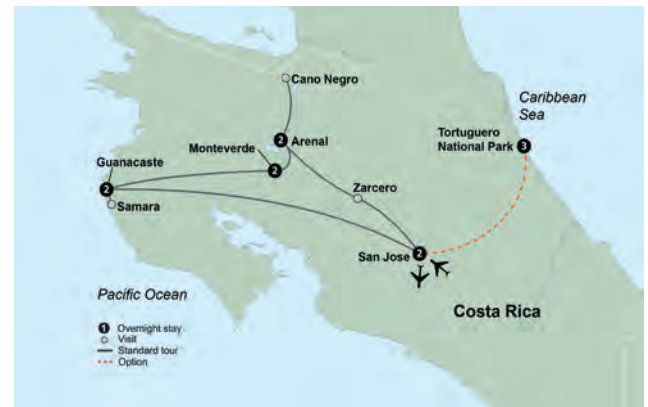 Cano Negro
Caribbean
Sea
2
Arenal
Tortuguero
National Park
3
Monteverde
2
Guanacaste
2
Samara
Zarcero
San Jose
2
Pacific Ocean
Costa Rica
1 Overnight stay
Visit
Standard tour
Option